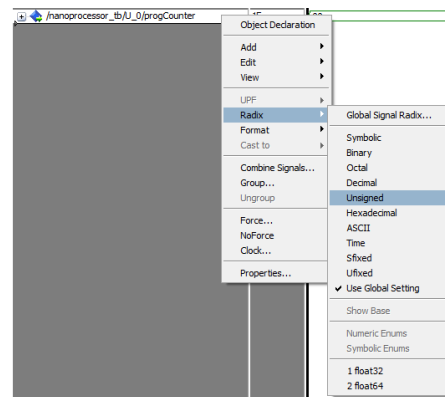 /nanoprocessor_tb/U_0/progCounter
Object Declaration
Add
Edit
View
UPF
Radix
Format
Cast to
Combine Signals...
Group...
Ungroup
Force...
NoForce
Clock...
Properties...
Global Signal Radix...
Symbolic
Binary
Octal
Decimal
Unsigned
Hexadecimal
ASCII
Time
Sfixed
Ufixed
Use Global Setting
Show Base
Numeric Enums
Symbolic Enums
1 float32
2 float64